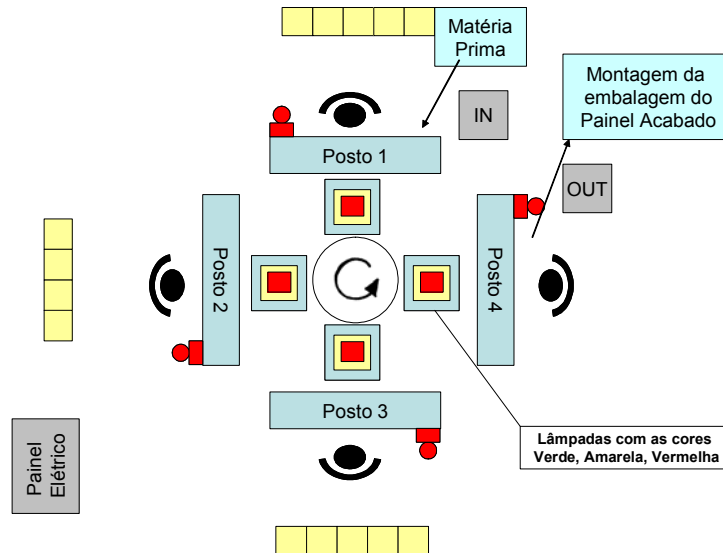 Matéria
Prima
Montagem da
embalagem do
Painel Acabado
IN
OUT
Posto 1
Posto 2
Posto 4
Posto 3
Lâmpadas com as cores
Verde, Amarela, Vermelha
Painel
Elétrico